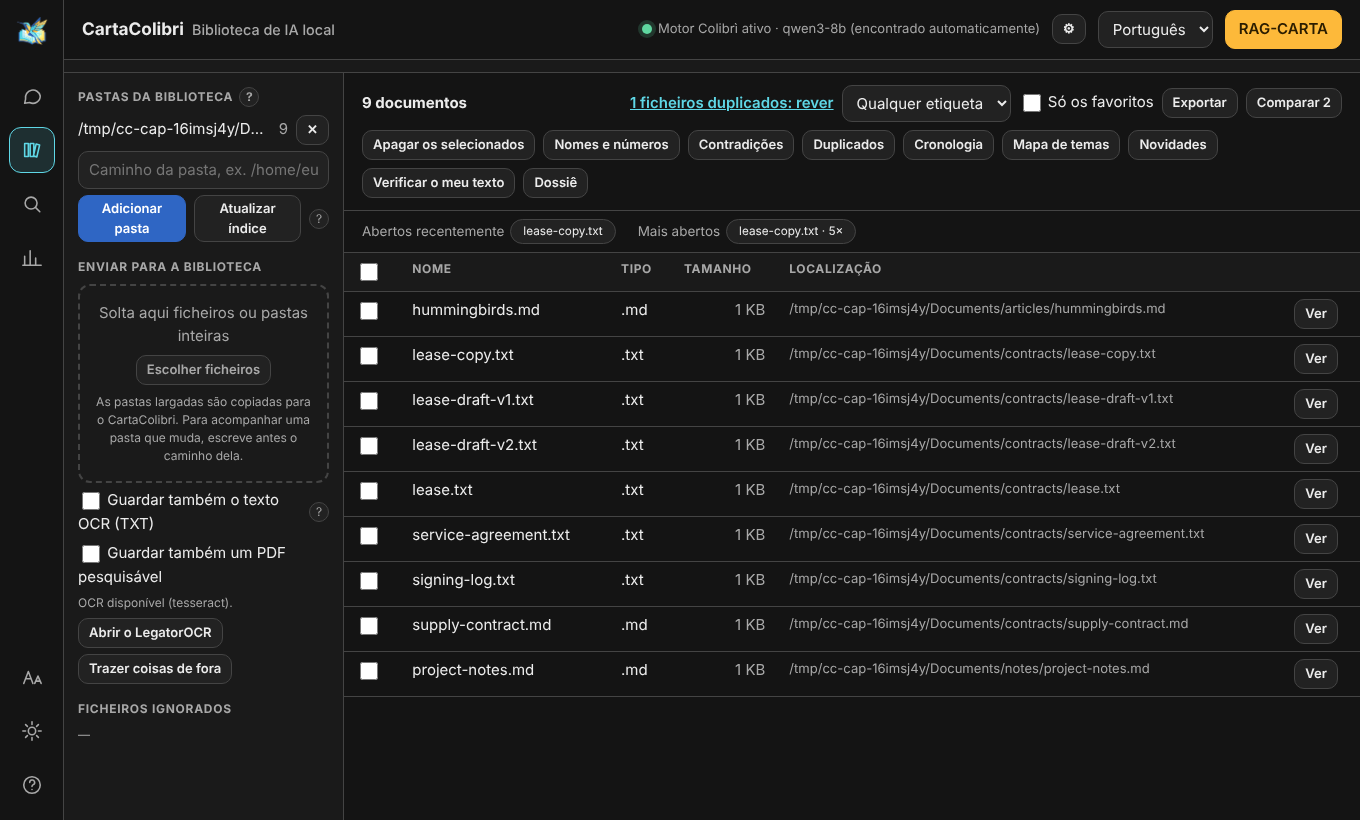 CartaColibri Biblioteca de IA local
Motor Colibrì ativo · qwen3-8b (encontrado automaticamente)
⚙
Português
RAG-CARTA
PASTAS DA BIBLIOTECA ?
/tmp/cc-cap-16imsj4y/D... 9 ✕
Caminho da pasta, ex. /home/eu
Adicionar
pasta
Atualizar
índice
?
ENVIAR PARA A BIBLIOTECA
Solta aqui ficheiros ou pastas
inteiras
Escolher ficheiros
As pastas largadas são copiadas para
o CartaColibri. Para acompanhar uma
pasta que muda, escreve antes o
caminho dela.
Guardar também o texto
OCR (TXT)
?
Guardar também um PDF
pesquisável
OCR disponível (tesseract).
Abrir o LegatorOCR
Trazer coisas de fora
FICHEIROS IGNORADOS
—
AA
9 documentos
1 ficheiros duplicados: rever
Qualquer etiqueta
Só os favoritos
Exportar
Comparar 2
Apagar os selecionados
Nomes e números
Contradições
Duplicados
Cronologia
Mapa de temas
Novidades
Verificar o meu texto
Dossiê
Abertos recentemente lease-copy.txt Mais abertos lease-copy.txt · 5×
NOME TIPO TAMANHO LOCALIZAÇÃO
hummingbirds.md .md 1 KB /tmp/cc-cap-16imsj4y/Documents/articles/hummingbirds.md Ver
lease-copy.txt .txt 1 KB /tmp/cc-cap-16imsj4y/Documents/contracts/lease-copy.txt Ver
lease-draft-v1.txt .txt 1 KB /tmp/cc-cap-16imsj4y/Documents/contracts/lease-draft-v1.txt Ver
lease-draft-v2.txt .txt 1 KB /tmp/cc-cap-16imsj4y/Documents/contracts/lease-draft-v2.txt Ver
lease.txt .txt 1 KB /tmp/cc-cap-16imsj4y/Documents/contracts/lease.txt Ver
service-agreement.txt .txt 1 KB /tmp/cc-cap-16imsj4y/Documents/contracts/service-agreement.txt Ver
signing-log.txt .txt 1 KB /tmp/cc-cap-16imsj4y/Documents/contracts/signing-log.txt Ver
supply-contract.md .md 1 KB /tmp/cc-cap-16imsj4y/Documents/contracts/supply-contract.md Ver
project-notes.md .md 1 KB /tmp/cc-cap-16imsj4y/Documents/notes/project-notes.md Ver